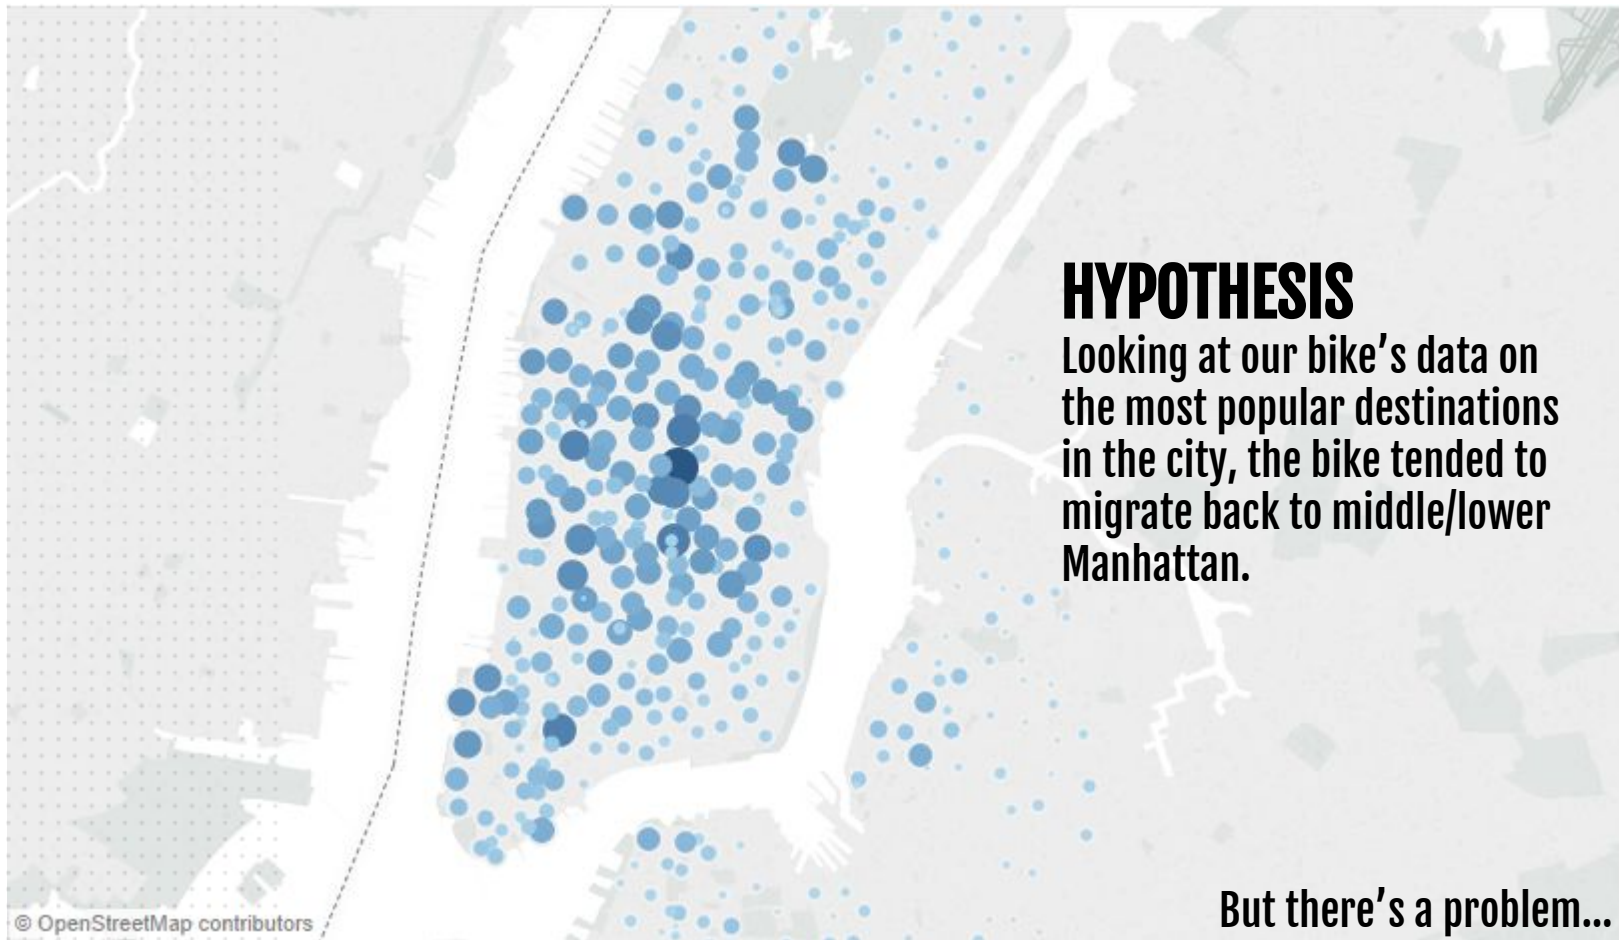 HYPOTHESIS
Looking at our bike’s data on
the most popular destinations
in the city, the bike tended to
migrate back to middle/lower
Manhattan.
But there’s a problem...
© OpenStreetMap contributors